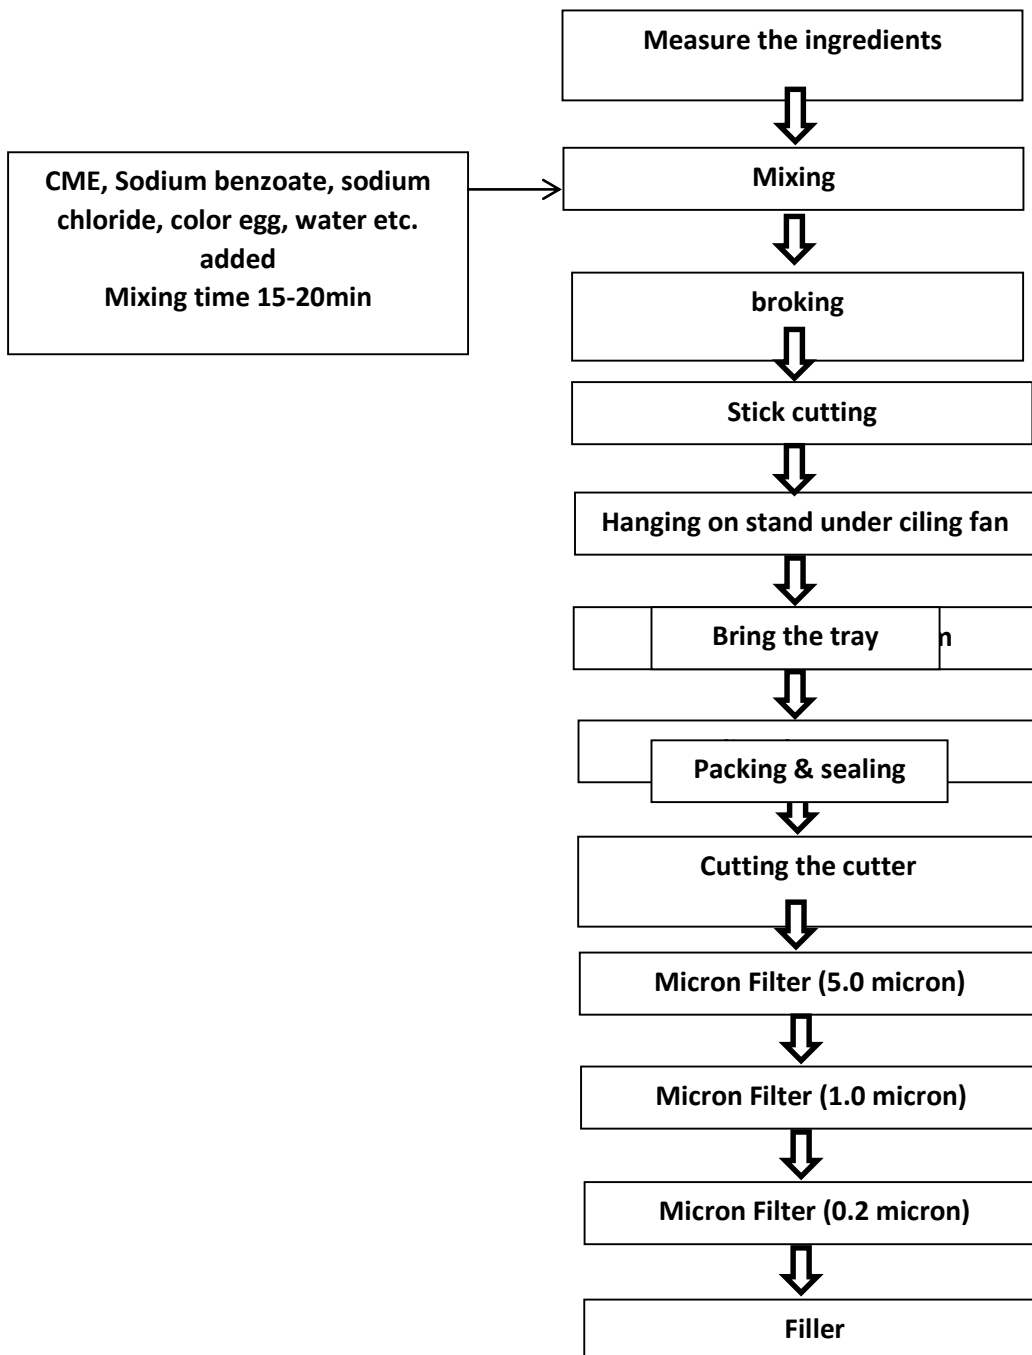 Measure the ingredients
CME, Sodium benzoate, sodium
chloride, color egg, water etc.
added
Mixing time 15-20min
Mixing
broking
Stick cutting
Hanging on stand under ciling fan
Bring the tray
Packing & sealing
Cutting the cutter
Micron Filter (5.0 micron)
Micron Filter (1.0 micron)
Micron Filter (0.2 micron)
Filler